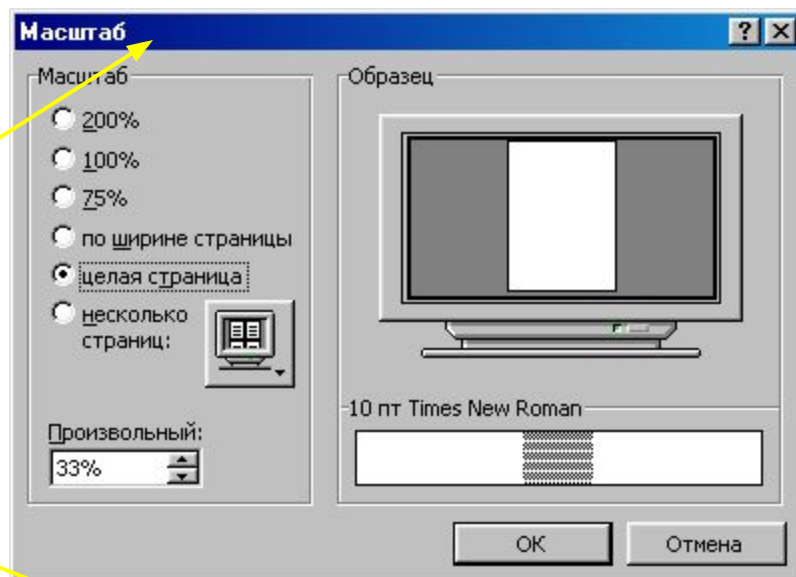 Масштаб
Масштаб
200%
100%
75%
по ширине страницы
целая страница
несколько
страниц:
Произвольный:
33%
Образец
10 пт Times New Roman
ОК
Отмена